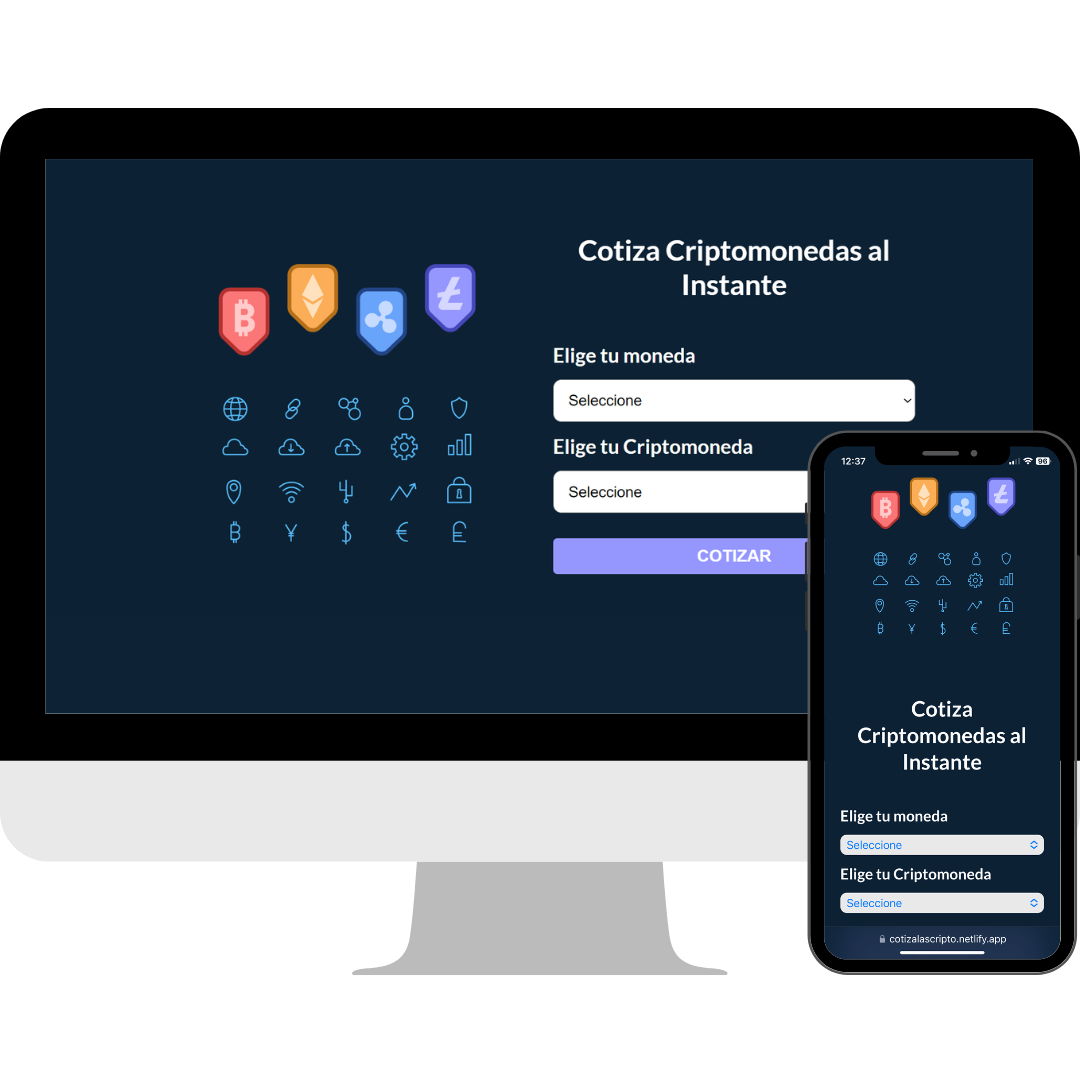 Cotiza Criptomonedas al
Instante
Elige tu moneda
Seleccione
Elige tu Criptomoneda
Seleccione
COTIZAR
12:37
96
Cotiza
Criptomonedas al
Instante
Elige tu moneda
Seleccione
Elige tu Criptomoneda
Seleccione
cotizalascripto.netlify.app